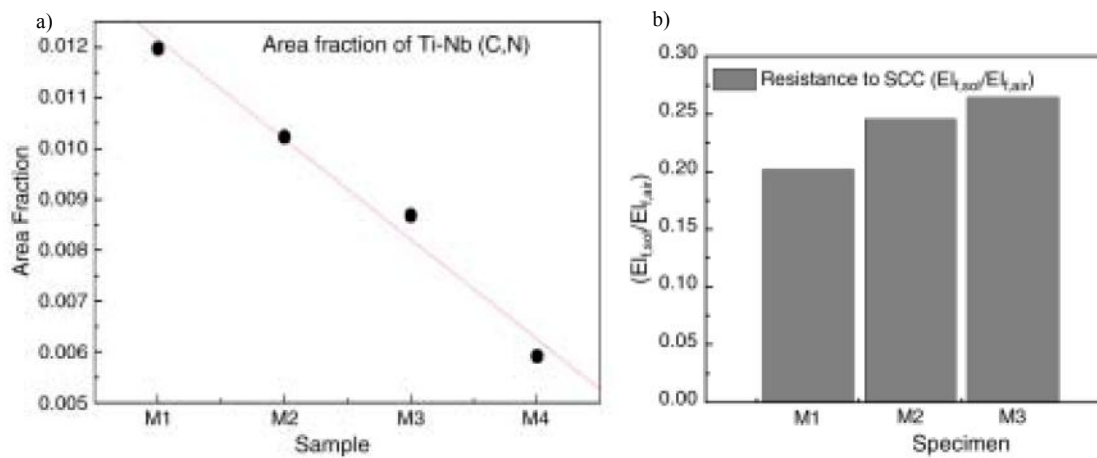 a)
Area fraction of Ti-Nb (C,N)
0.012
0.011
0.010
0.009
0.008
0.007
0.006
0.005
Area Fraction
M1 M2 M3 M4
Sample
b)
Resistance to SCC (El_f,sol/El_f,air)
0.30
0.25
0.20
0.15
0.10
0.05
0.00
(El_f,sol/El_f,air)
M1 M2 M3
Specimen